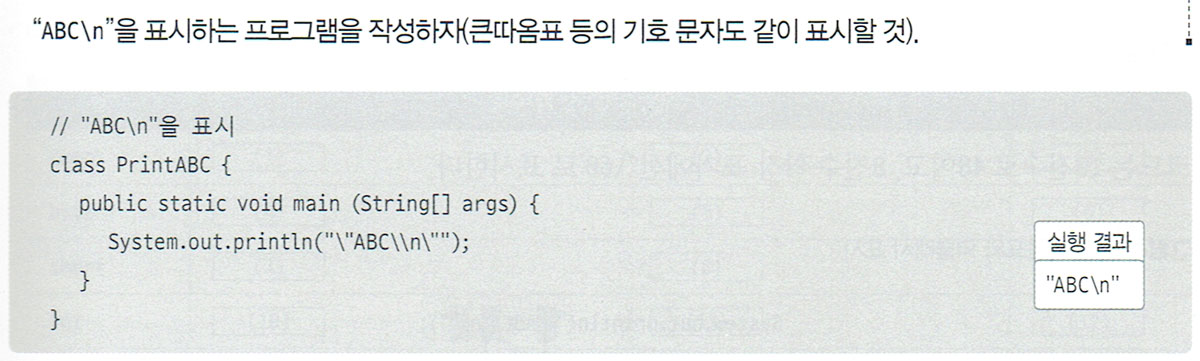 “ABC\n”을 표시하는 프로그램을 작성하자(큰따옴표 등의 기호 문자도 같이 표시할 것).
// "ABC\n"을 표시
class PrintABC {
public static void main (String[] args) {
System.out.println("\"ABC\\n\"");
}
}
실행 결과
"ABC\n"